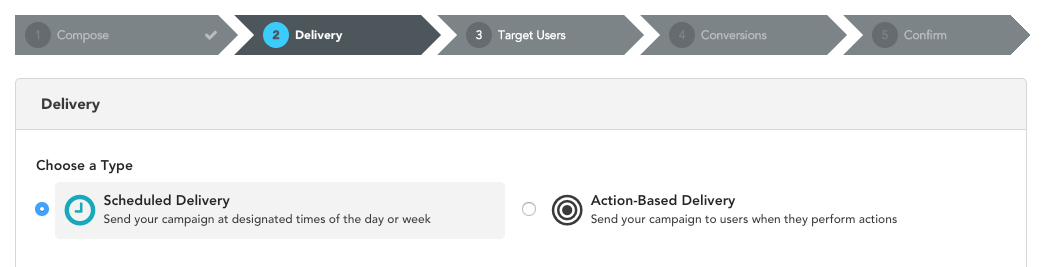 1 Compose 2 Delivery 3 Target Users 4 Conversions 5 Confirm
Delivery
Choose a Type
Scheduled Delivery
Send your campaign at designated times of the day or week
Action-Based Delivery
Send your campaign to users when they perform actions